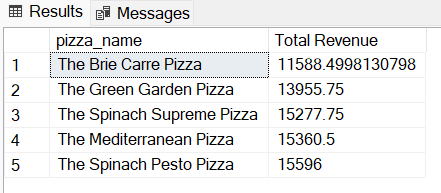 Results Messages
pizza_name Total Revenue
1 The Brie Carre Pizza 11588.4998130798
2 The Green Garden Pizza 13955.75
3 The Spinach Supreme Pizza 15277.75
4 The Mediterranean Pizza 15360.5
5 The Spinach Pesto Pizza 15596